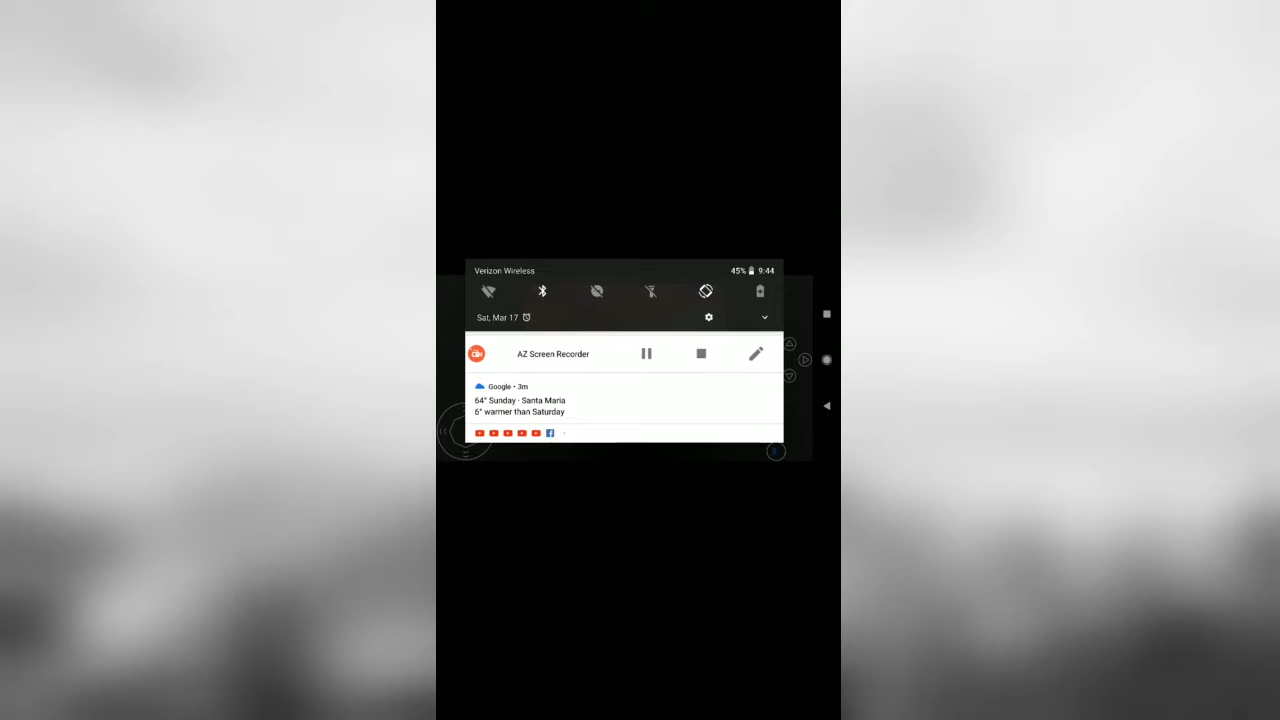 Verizon Wireless 45% 9:44
Sat, Mar 17
AZ Screen Recorder
Google • 3m
64° Sunday · Santa Maria
6° warmer than Saturday